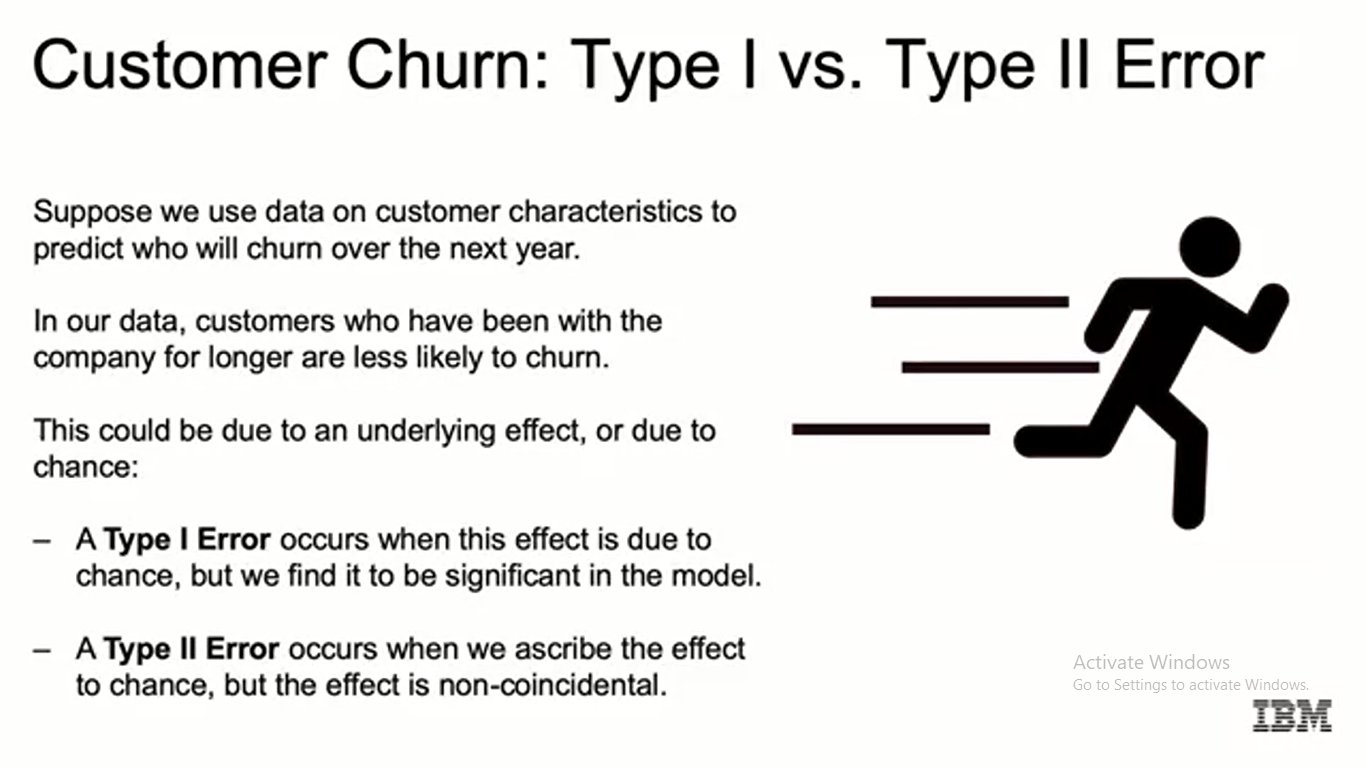 Customer Churn: Type I vs. Type II Error
Suppose we use data on customer characteristics to
predict who will churn over the next year.
In our data, customers who have been with the
company for longer are less likely to churn.
This could be due to an underlying effect, or due to
chance:
– A Type I Error occurs when this effect is due to
chance, but we find it to be significant in the model.
– A Type II Error occurs when we ascribe the effect
to chance, but the effect is non-coincidental.
Activate Windows
Go to Settings to activate Windows.
IBM